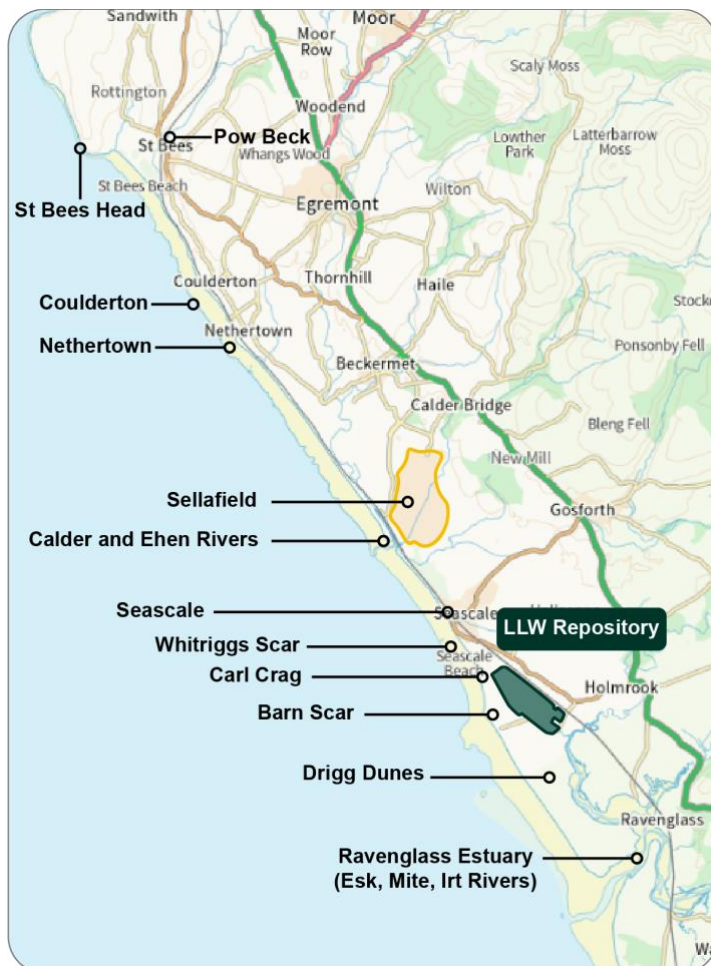 Sandwith
Moor
Moor
Row
Scaly Moss
Rottington
Woodend
Pow Beck
St Bees
Whangs Wood
Lowther
Park
Latterbarrow
Moss
St Bees Beach
Wilton
St Bees Head
Egremont
Coulderton
Thornhill
Haile
Coulderton
Nethertown
Nethertown
Ponsonby Fell
Beckermet
Calder Bridge
Bleng Fell
New Mill
Sellafield
Gosforth
Calder and Ehen Rivers
Seascale
Seascale
LLW Repository
Whitriggs Scar
Seascale
Beach
Carl Crag
Holmrook
Barn Scar
Drigg Dunes
Ravenglass
Ravenglass Estuary
(Esk, Mite, Irt Rivers)